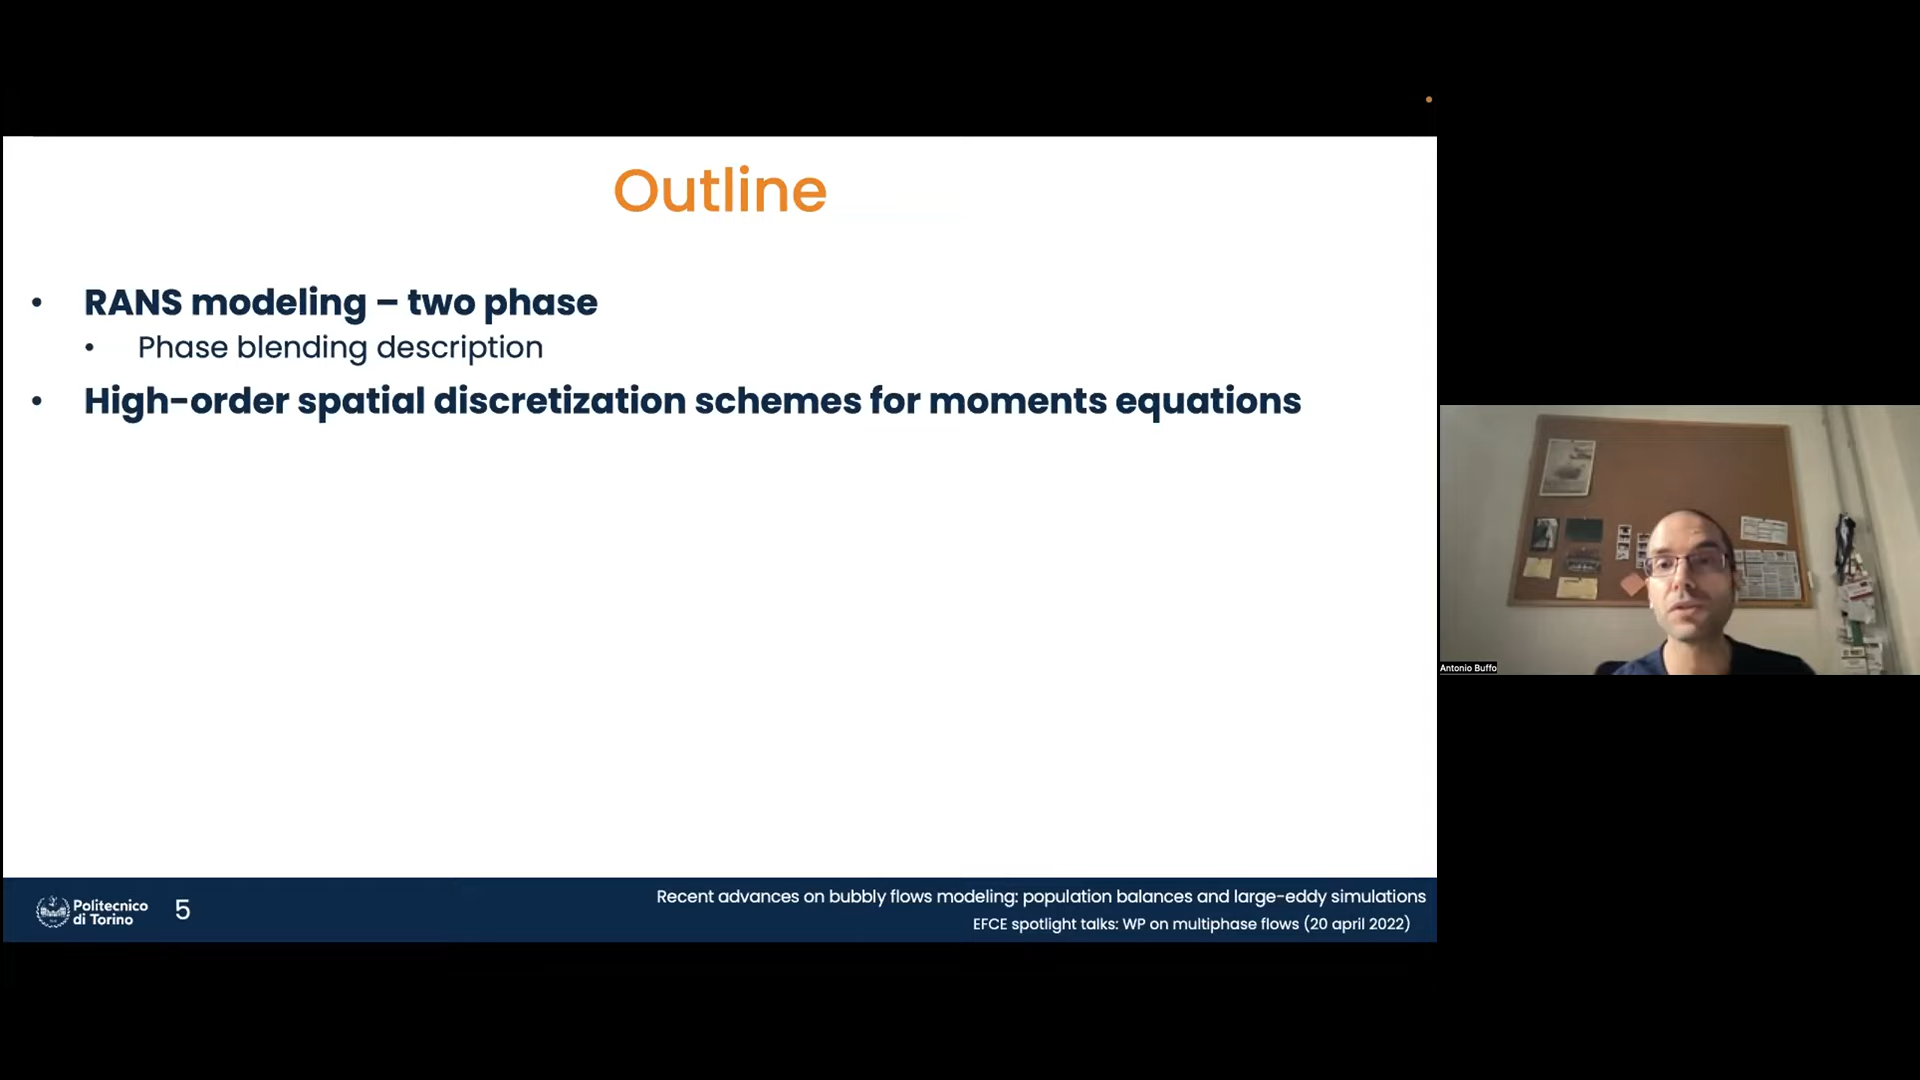 Outline
• RANS modeling – two phase
• Phase blending description
• High-order spatial discretization schemes for moments equations
Politecnico
di Torino
5
Recent advances on bubbly flows modeling: population balances and large-eddy simulations
EFCE spotlight talks: WP on multiphase flows (20 april 2022)
Antonio Buffo